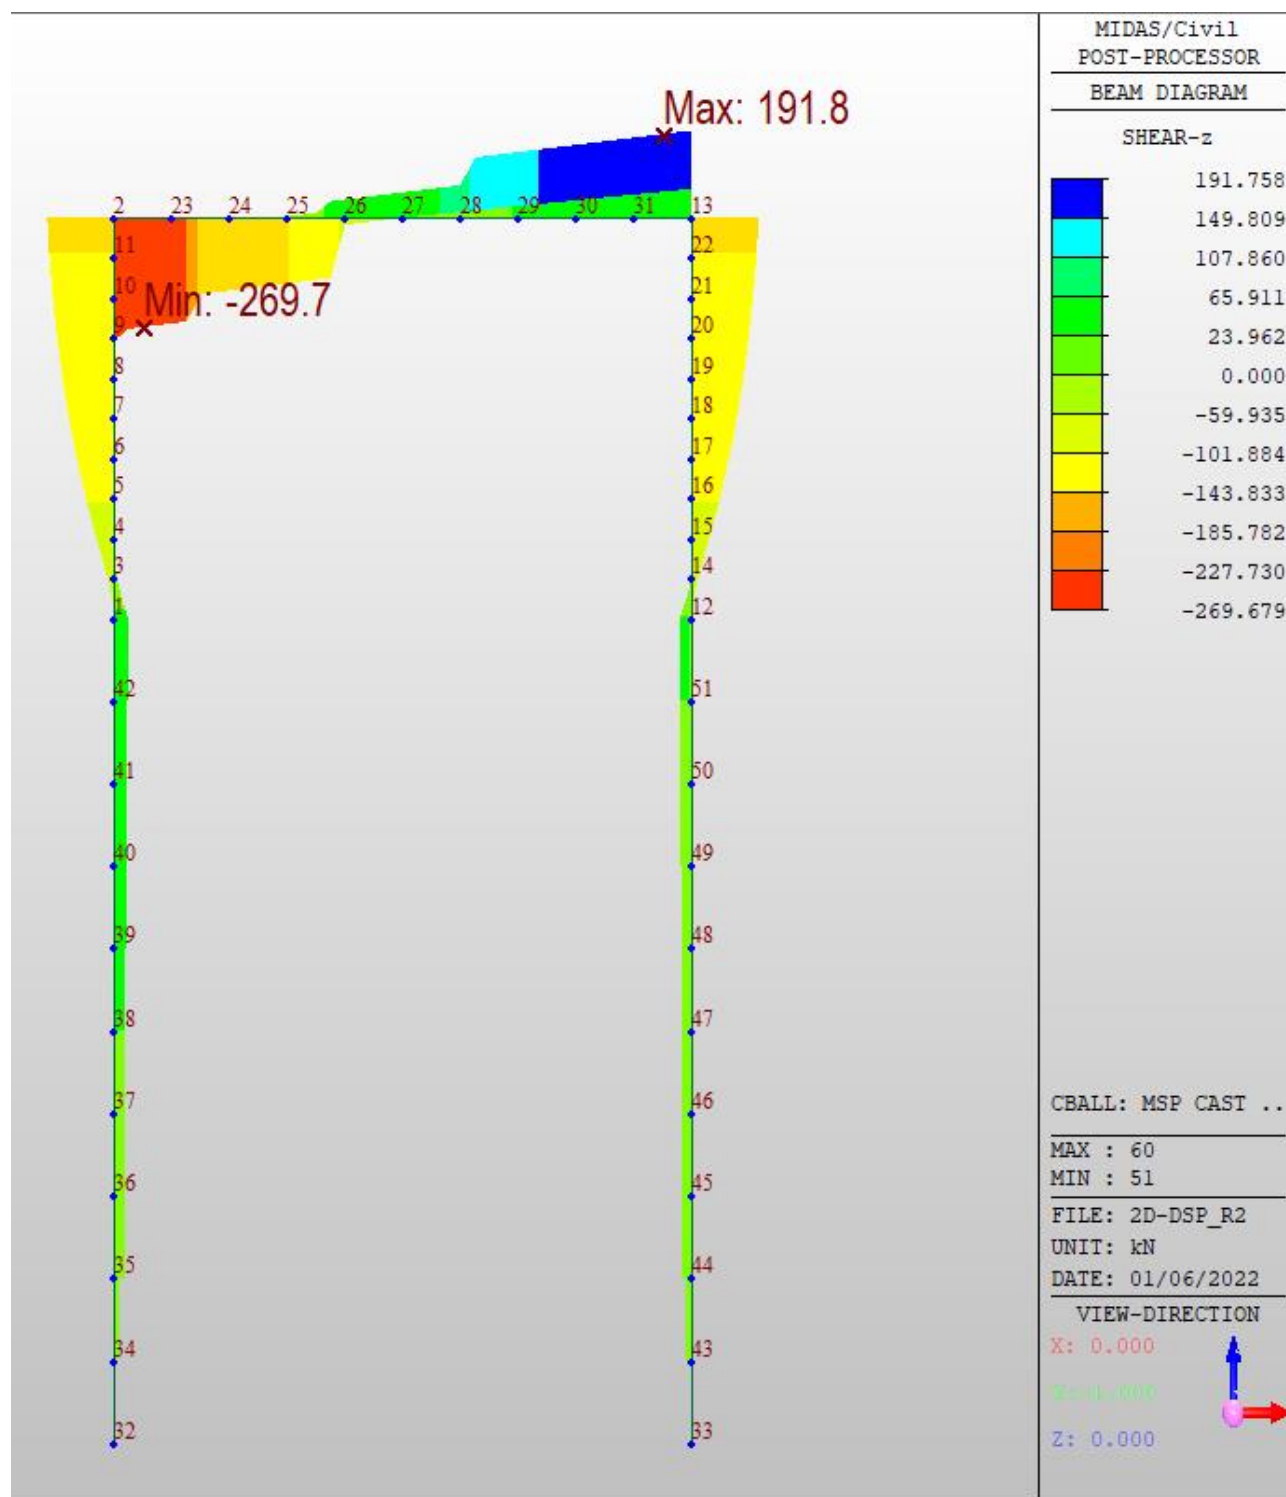 MIDAS/Civil
POST-PROCESSOR
BEAM DIAGRAM
SHEAR-z
191.758
149.809
107.860
65.911
23.962
0.000
-59.935
-101.884
-143.833
-185.782
-227.730
-269.679
Max: 191.8
2 23 24 25 26 27 28 29 30 31 13
11 22
10 21
Min: -269.7
9 20
8 19
7 18
6 17
5 16
4 15
3 14
1 12
42 51
41 50
40 49
39 48
38 47
37 46
36 45
35 44
34 43
32 33
CBALL: MSP CAST ..
MAX : 60
MIN : 51
FILE: 2D-DSP_R2
UNIT: kN
DATE: 01/06/2022
VIEW-DIRECTION
X: 0.000
Z: 0.000